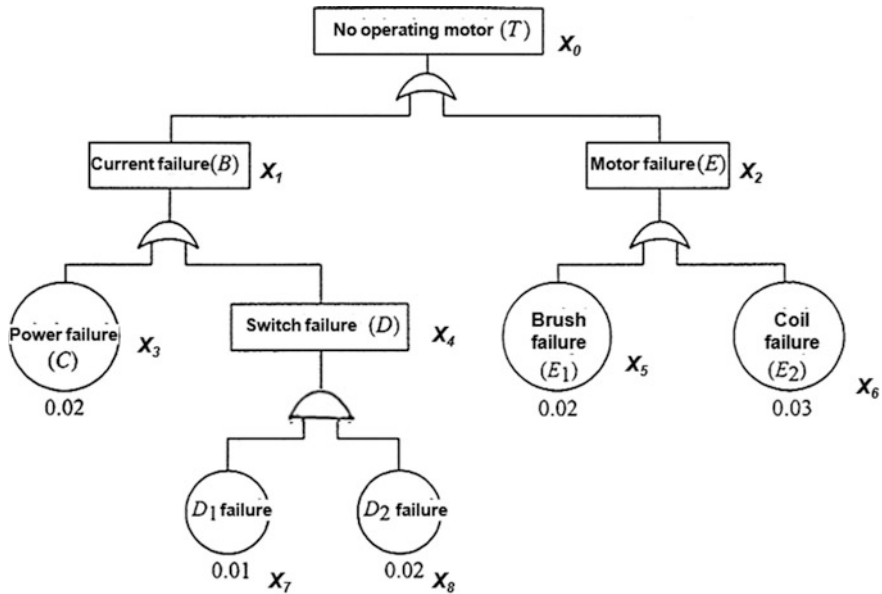 No operating motor (T)
X0
Current failure(B)
X1
Motor failure(E)
X2
Power failure
(C)
X3
0.02
Switch failure (D)
X4
Brush
failure
(E1)
X5
0.02
Coil
failure
(E2)
X6
0.03
D1 failure
0.01
X7
D2 failure
0.02
X8